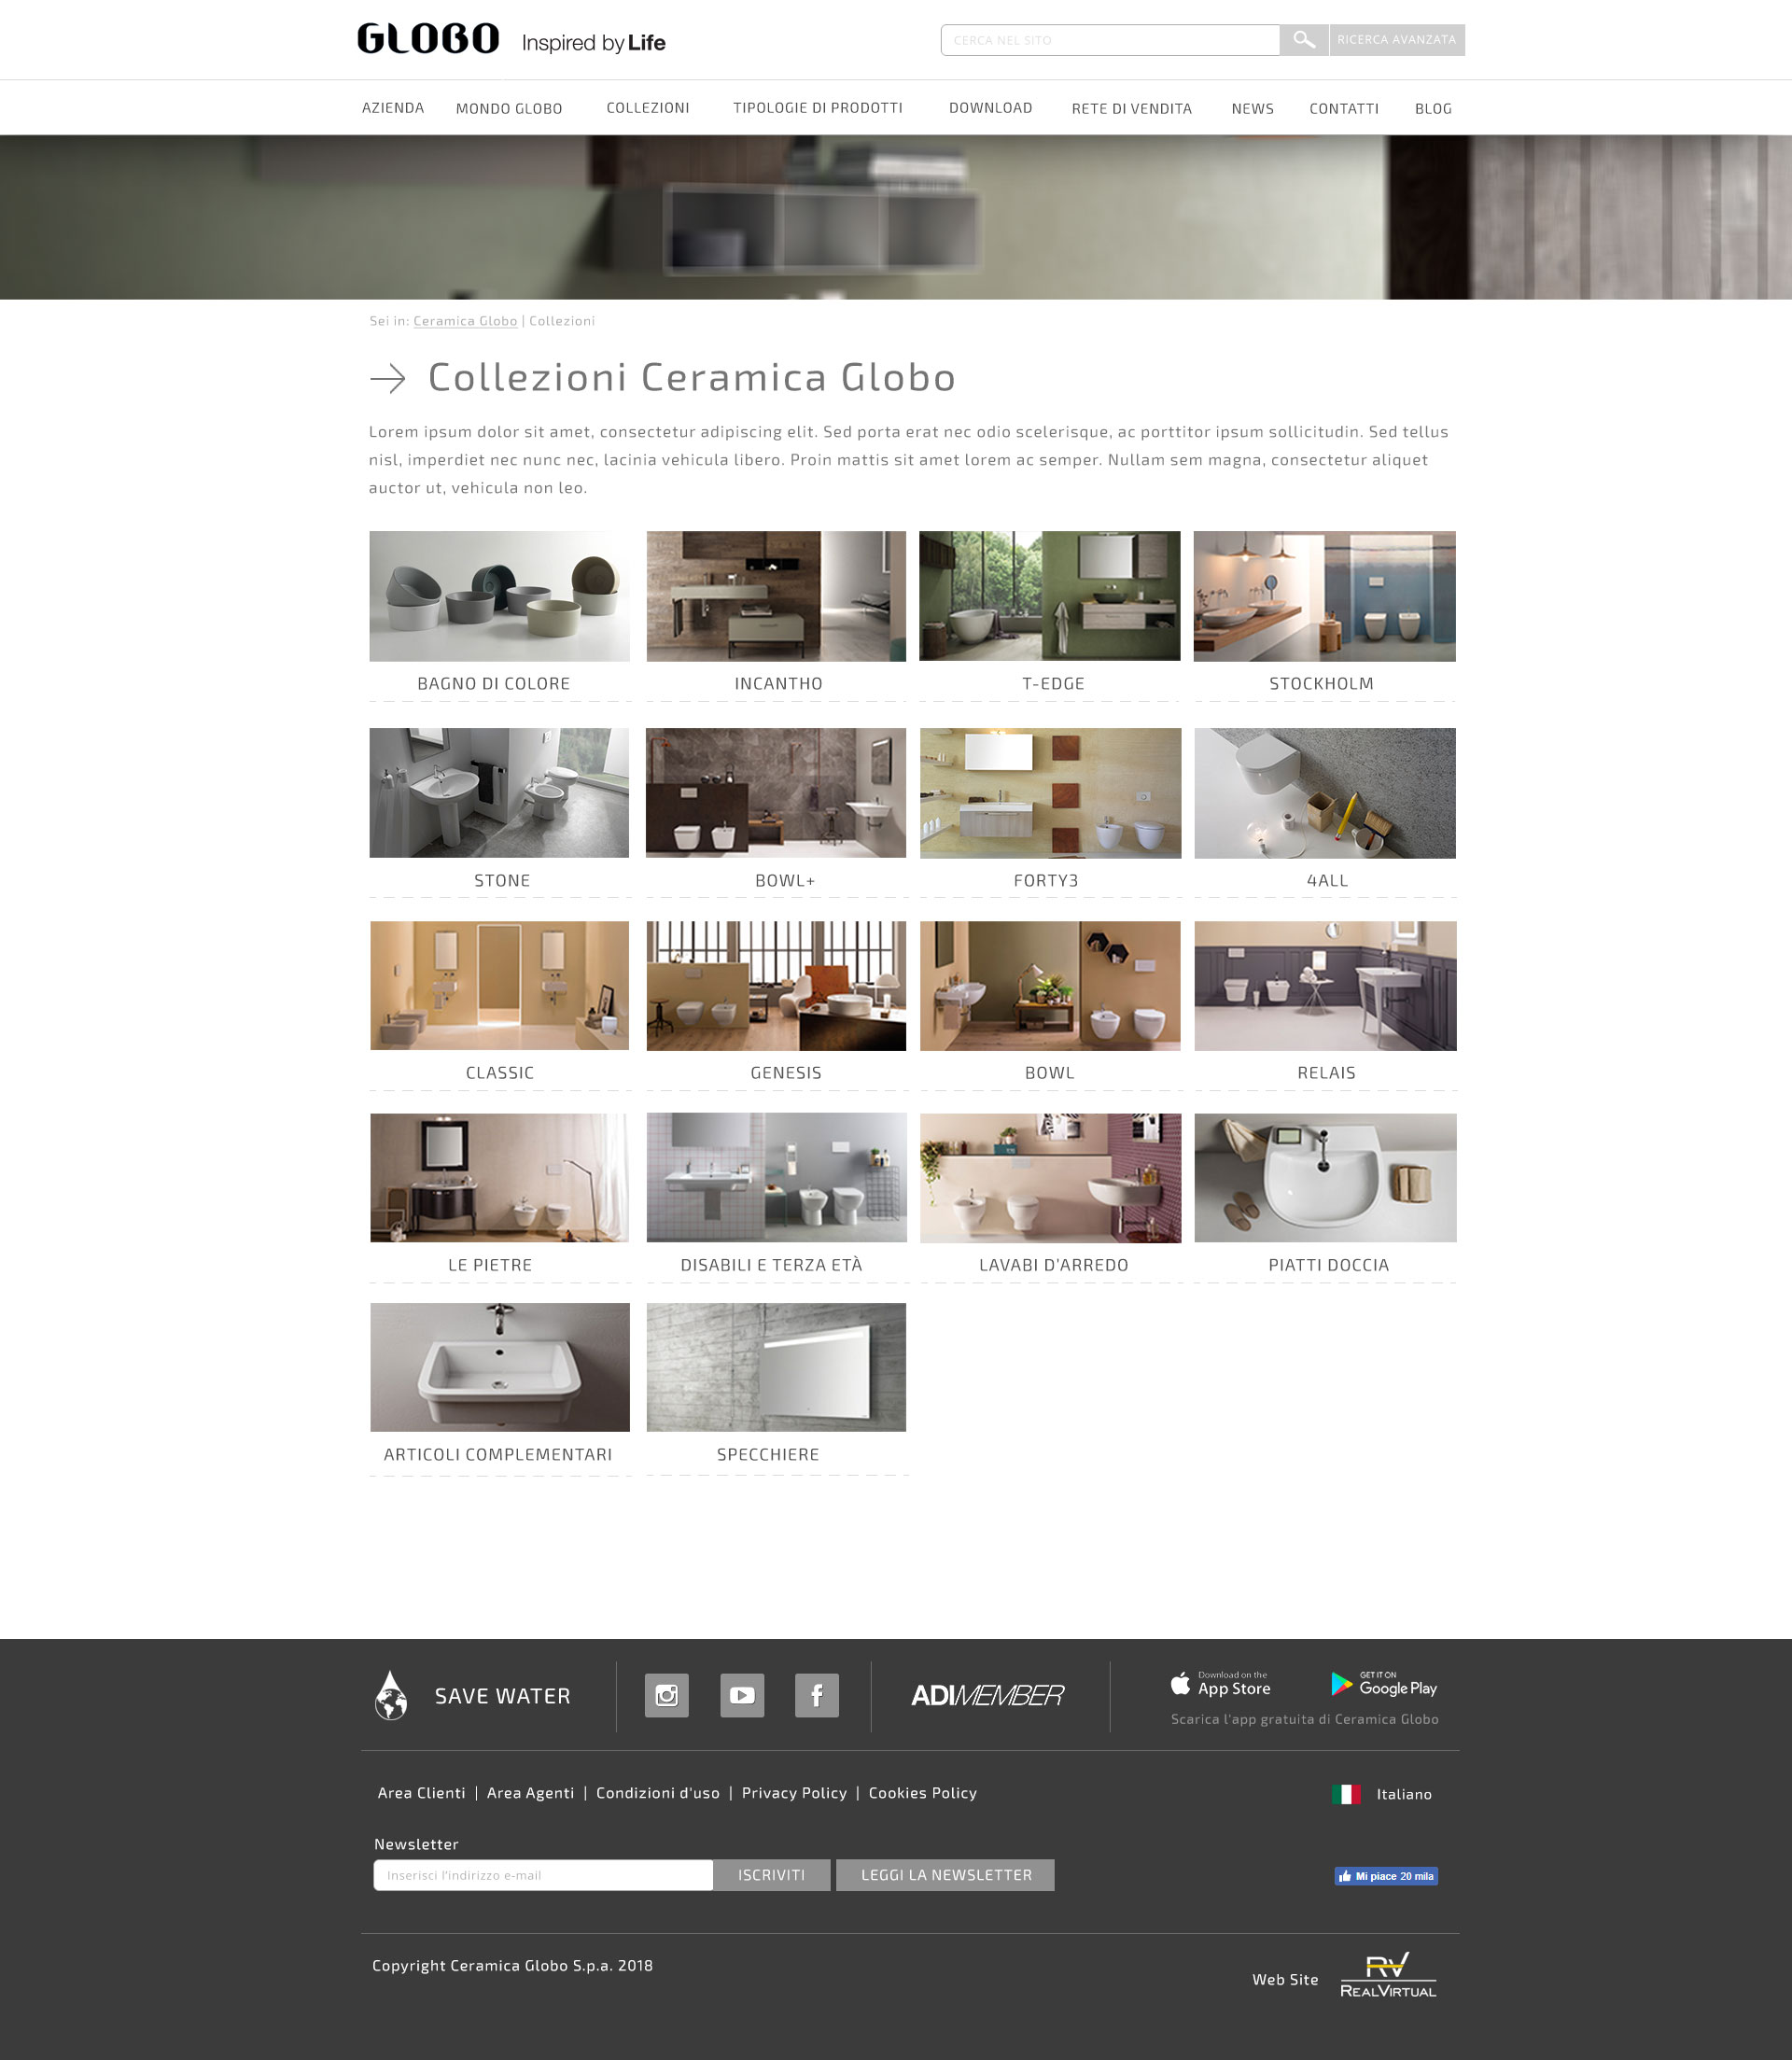 GLOBO Inspired by Life
CERCA NEL SITO
RICERCA AVANZATA
AZIENDA MONDO GLOBO COLLEZIONI TIPOLOGIE DI PRODOTTI DOWNLOAD RETE DI VENDITA NEWS CONTATTI BLOG
Sei in: Ceramica Globo | Collezioni
Collezioni Ceramica Globo
Lorem ipsum dolor sit amet, consectetur adipiscing elit. Sed porta erat nec odio scelerisque, ac porttitor ipsum sollicitudin. Sed tellus
nisl, imperdiet nec nunc nec, lacinia vehicula libero. Proin mattis sit amet lorem ac semper. Nullam sem magna, consectetur aliquet
auctor ut, vehicula non leo.
BAGNO DI COLORE INCANTHO T-EDGE STOCKHOLM
STONE BOWL+ FORTY3 4ALL
CLASSIC GENESIS BOWL RELAIS
LE PIETRE DISABILI E TERZA ETÀ LAVABI D'ARREDO PIATTI DOCCIA
ARTICOLI COMPLEMENTARI SPECCHIERE
SAVE WATER
ADIMEMBER
Download on the
App Store
GET IT ON
Google Play
Scarica l'app gratuita di Ceramica Globo
Area Clienti | Area Agenti | Condizioni d'uso | Privacy Policy | Cookies Policy
Italiano
Newsletter
Inserisci l'indirizzo e-mail
ISCRIVITI
LEGGI LA NEWSLETTER
Mi piace 20 mila
Copyright Ceramica Globo S.p.a. 2018
Web Site
RV
REALVIRTUAL